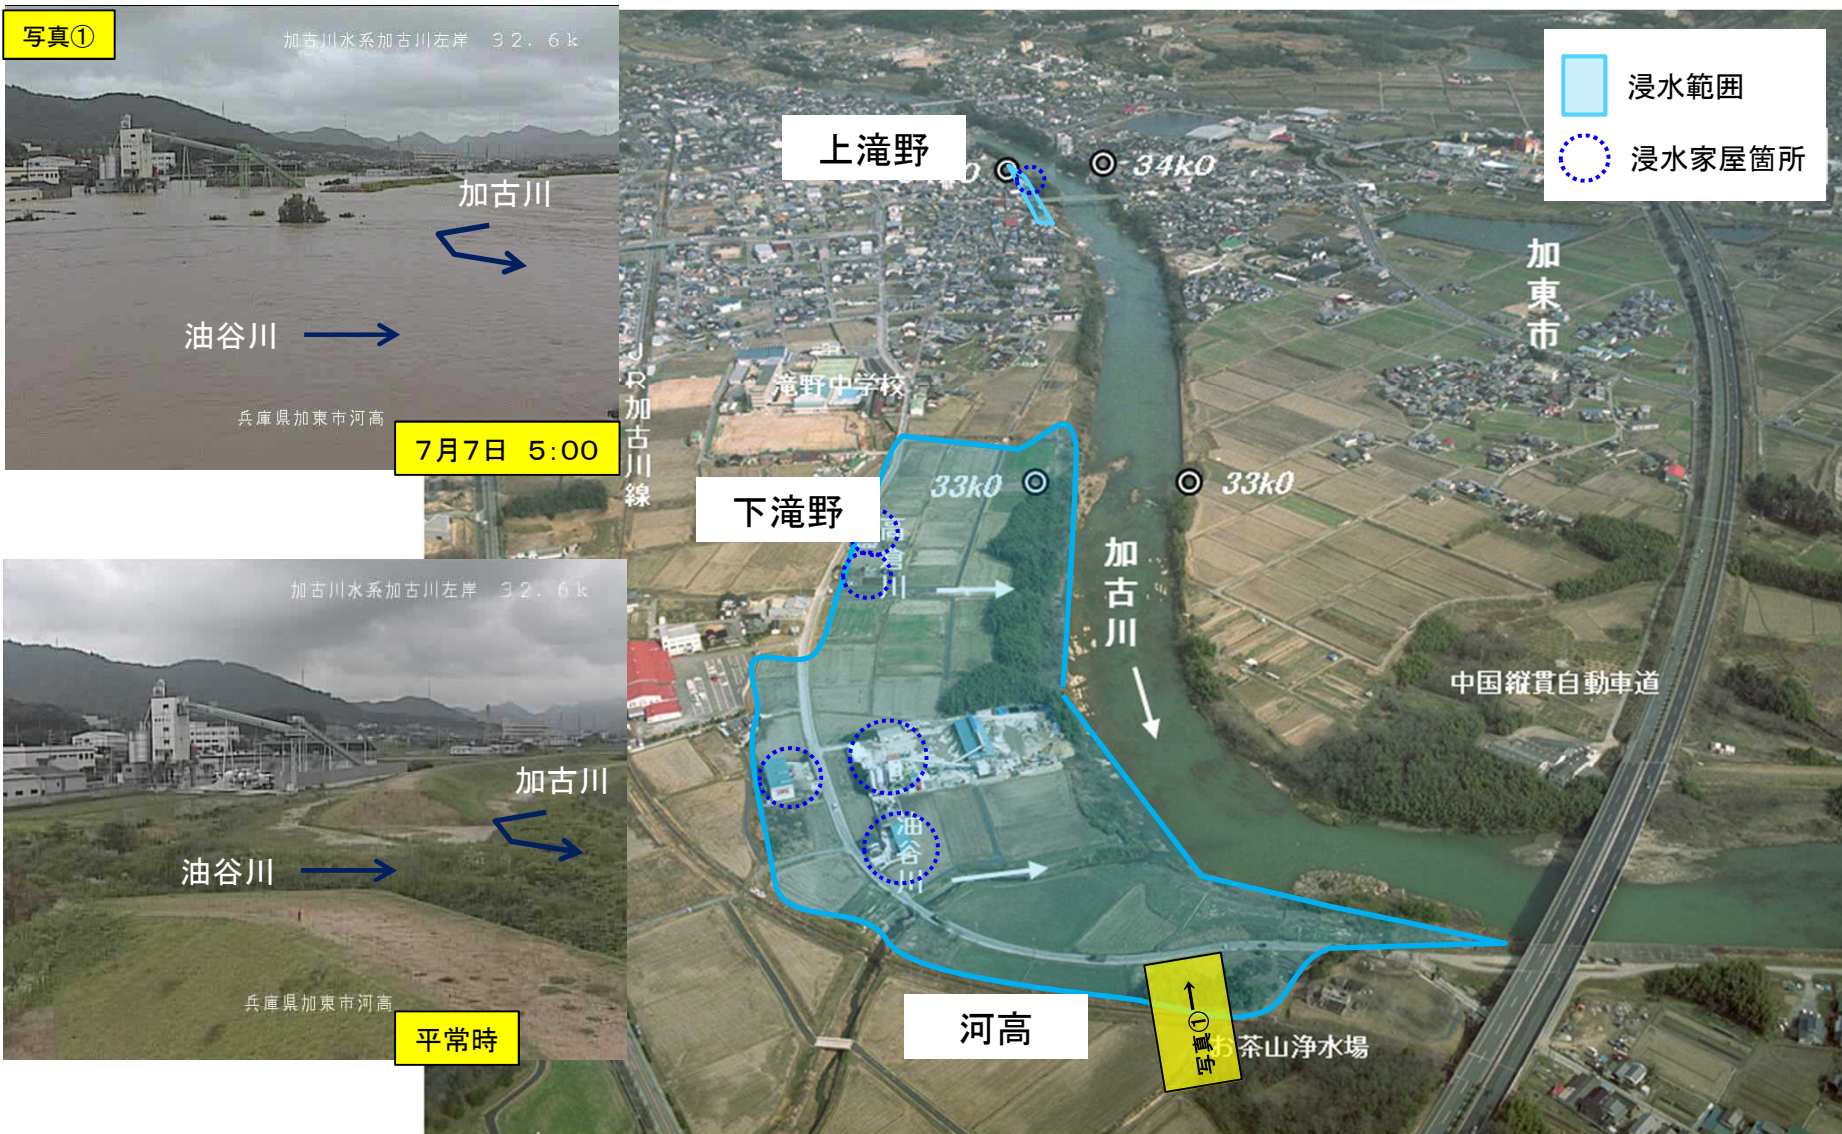 写真①
加古川水系加古川左岸 32.6k
加古川
油谷川
兵庫県加東市河高
7月7日 5:00
加古川水系加古川左岸 32.6k
加古川
油谷川
兵庫県加東市河高
平常時
浸水範囲
浸水家屋箇所
上滝野
34k0
加東市
JR加古川線
滝野中学校
33k0
33k0
下滝野
高倉川
加古川
中国縦貫自動車道
油谷川
河高
写真①
お茶山浄水場